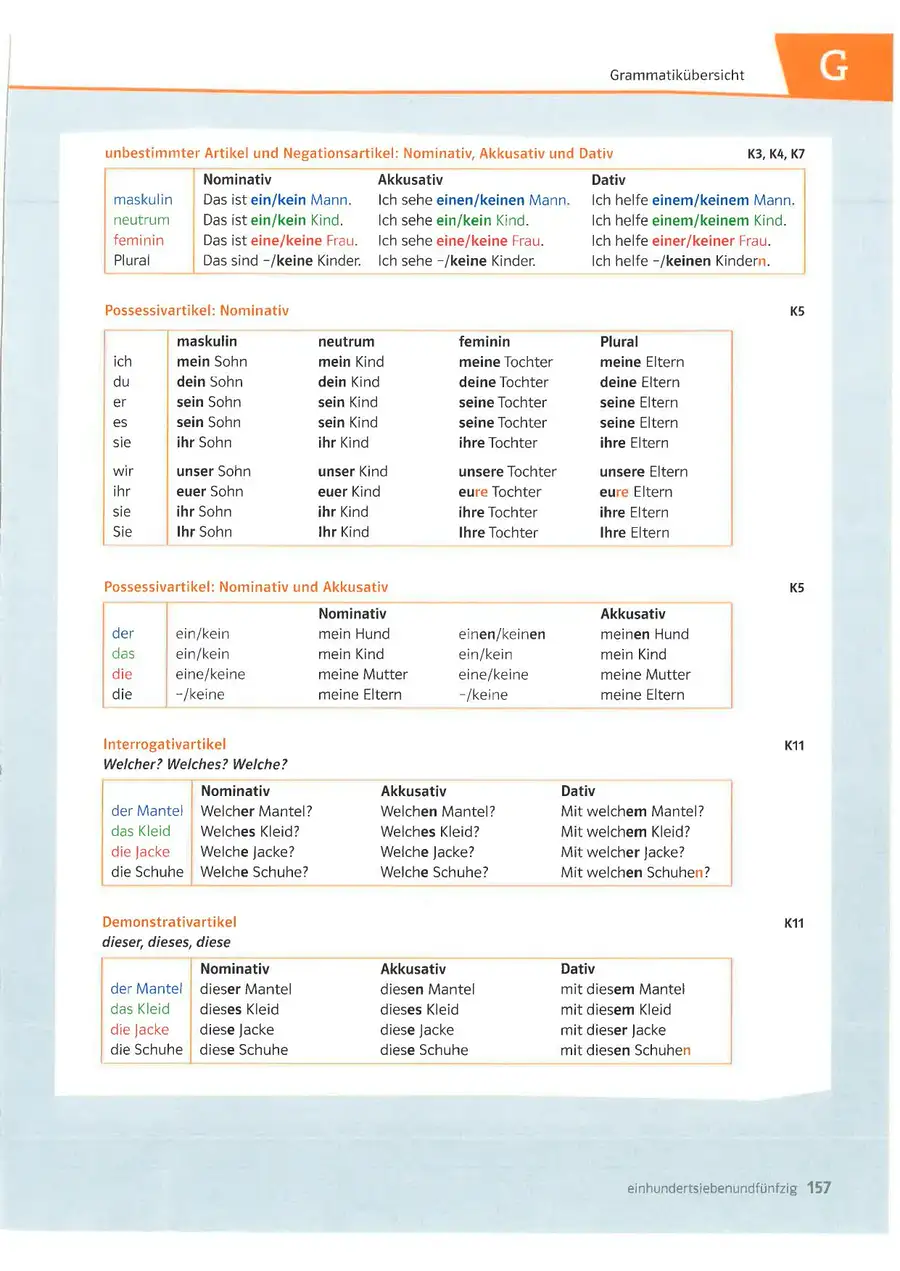 Grammatikübersicht G
unbestimmter Artikel und Negationsartikel: Nominativ, Akkusativ und Dativ K3, K4, K7
Nominativ Akkusativ Dativ
maskulin Das ist ein/kein Mann. Ich sehe einen/keinen Mann. Ich helfe einem/keinem Mann.
neutrum Das ist ein/kein Kind. Ich sehe ein/kein Kind. Ich helfe einem/keinem Kind.
feminin Das ist eine/keine Frau. Ich sehe eine/keine Frau. Ich helfe einer/keiner Frau.
Plural Das sind –/keine Kinder. Ich sehe –/keine Kinder. Ich helfe –/keinen Kindern.
Possessivartikel: Nominativ K5
maskulin neutrum feminin Plural
ich mein Sohn mein Kind meine Tochter meine Eltern
du dein Sohn dein Kind deine Tochter deine Eltern
er sein Sohn sein Kind seine Tochter seine Eltern
es sein Sohn sein Kind seine Tochter seine Eltern
sie ihr Sohn ihr Kind ihre Tochter ihre Eltern
wir unser Sohn unser Kind unsere Tochter unsere Eltern
ihr euer Sohn euer Kind eure Tochter eure Eltern
sie ihr Sohn ihr Kind ihre Tochter ihre Eltern
Sie Ihr Sohn Ihr Kind Ihre Tochter Ihre Eltern
Possessivartikel: Nominativ und Akkusativ K5
Nominativ Akkusativ
der ein/kein mein Hund einen/keinen meinen Hund
das ein/kein mein Kind ein/kein mein Kind
die eine/keine meine Mutter eine/keine meine Mutter
die –/keine meine Eltern –/keine meine Eltern
Interrogativartikel K11
Welcher? Welches? Welche?
Nominativ Akkusativ Dativ
der Mantel Welcher Mantel? Welchen Mantel? Mit welchem Mantel?
das Kleid Welches Kleid? Welches Kleid? Mit welchem Kleid?
die Jacke Welche Jacke? Welche Jacke? Mit welcher Jacke?
die Schuhe Welche Schuhe? Welche Schuhe? Mit welchen Schuhen?
Demonstrativartikel K11
dieser, dieses, diese
Nominativ Akkusativ Dativ
der Mantel dieser Mantel diesen Mantel mit diesem Mantel
das Kleid dieses Kleid dieses Kleid mit diesem Kleid
die Jacke diese Jacke diese Jacke mit dieser Jacke
die Schuhe diese Schuhe diese Schuhe mit diesen Schuhen
einhundertsiebenundfünfzig 157